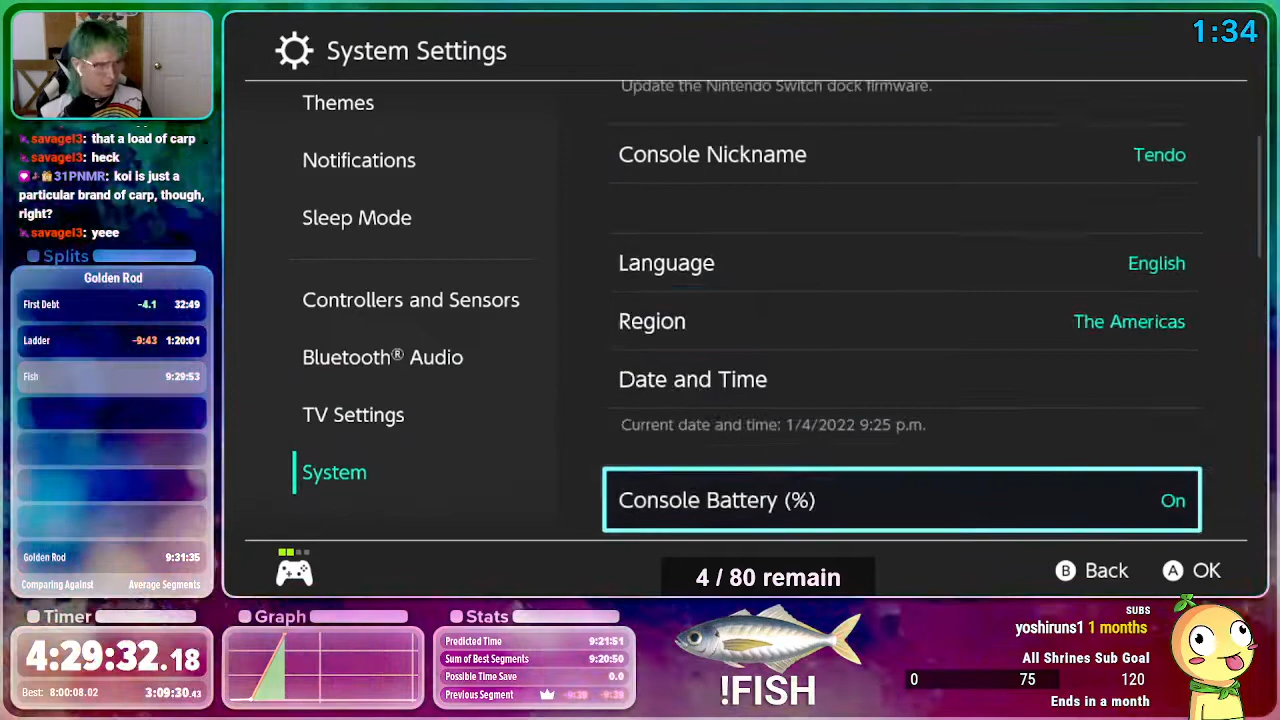 1:34
System Settings
Themes
Notifications
Sleep Mode
Controllers and Sensors
Bluetooth® Audio
TV Settings
System
Update the Nintendo Switch dock firmware.
Console Nickname Tendo
Language English
Region The Americas
Date and Time
Current date and time: 1/4/2022 9:25 p.m.
Console Battery (%) On
B Back A OK
4 / 80 remain
savagel3: that a load of carp
savagel3: heck
31PNMR: koi is just a
particular brand of carp, though,
right?
savagel3: yeee
Splits
Golden Rod
First Debt -4.1 32:49
Ladder -9:43 1:20:01
Fish 9:29:53
Golden Rod 9:31:35
Comparing Against Average Segments
Timer
4:29:32.18
Best: 8:00:08.02 3:09:30.43
Graph
Stats
Predicted Time 9:21:51
Sum of Best Segments 9:20:50
Possible Time Save 0.0
Previous Segment -9:39 -9:39
!FISH
SUBS
yoshiruns1 1 months
All Shrines Sub Goal
0 75 120
Ends in a month